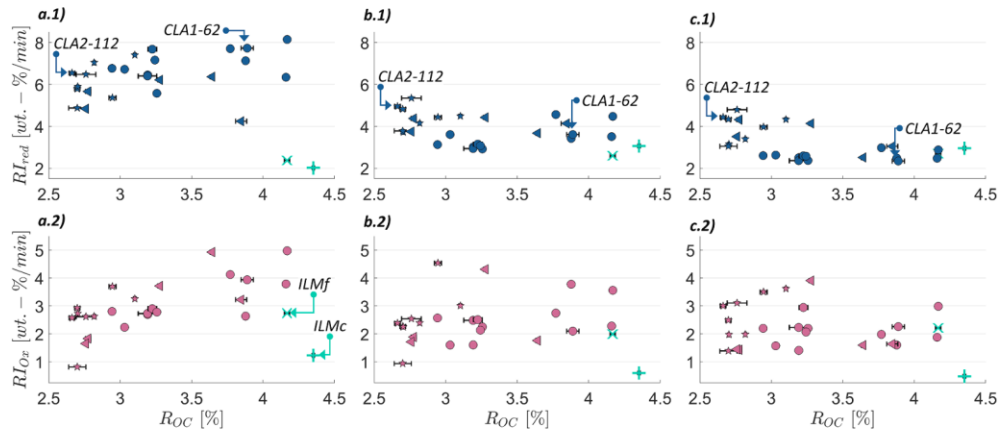 a.1)
b.1)
c.1)
RI_red [wt. − %/min]
8
6
4
2
CLA2-112
CLA1-62
2.5 3 3.5 4 4.5
8
6
4
2
CLA2-112
CLA1-62
2.5 3 3.5 4 4.5
8
6
4
2
CLA2-112
CLA1-62
2.5 3 3.5 4 4.5
a.2)
b.2)
c.2)
RI_Ox [wt. − %/min]
5
4
3
2
1
ILMf
ILMc
2.5 3 3.5 4 4.5
R_OC [%]
5
4
3
2
1
2.5 3 3.5 4 4.5
R_OC [%]
5
4
3
2
1
2.5 3 3.5 4 4.5
R_OC [%]